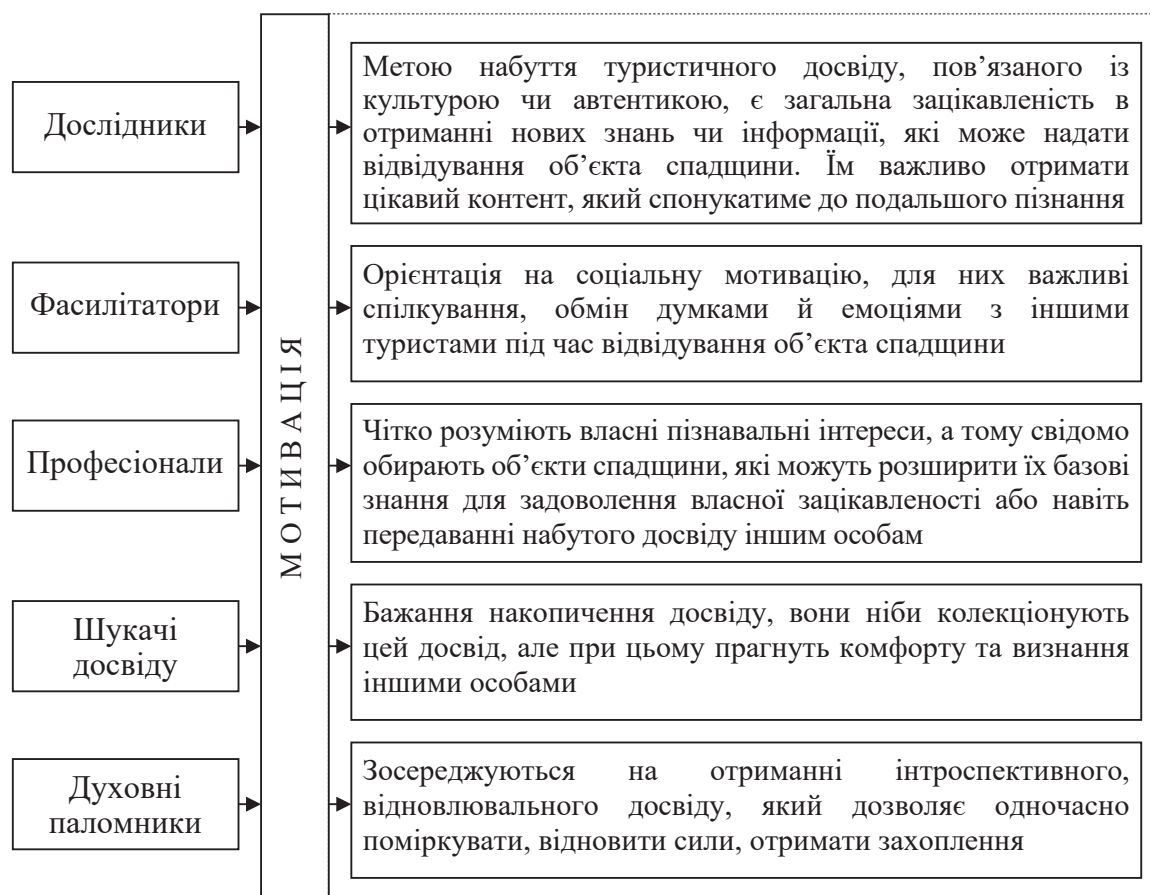 Дослідники
Метою набуття туристичного досвіду, пов’язаного із
культурою чи автентикою, є загальна зацікавленість в
отриманні нових знань чи інформації, які може надати
відвідування об’єкта спадщини. Їм важливо отримати
цікавий контент, який спонукатиме до подальшого пізнання
Фасилітатори
Орієнтація на соціальну мотивацію, для них важливі
спілкування, обмін думками й емоціями з іншими
туристами під час відвідування об’єкта спадщини
МОТИВАЦІЯ
Професіонали
Чітко розуміють власні пізнавальні інтереси, а тому свідомо
обирають об’єкти спадщини, які можуть розширити їх базові
знання для задоволення власної зацікавленості або навіть
передаванні набутого досвіду іншим особам
Шукачі
досвіду
Бажання накопичення досвіду, вони ніби колекціонують
цей досвід, але при цьому прагнуть комфорту та визнання
іншими особами
Духовні
паломники
Зосереджуються на отриманні інтроспективного,
відновлювального досвіду, який дозволяє одночасно
поміркувати, відновити сили, отримати захоплення